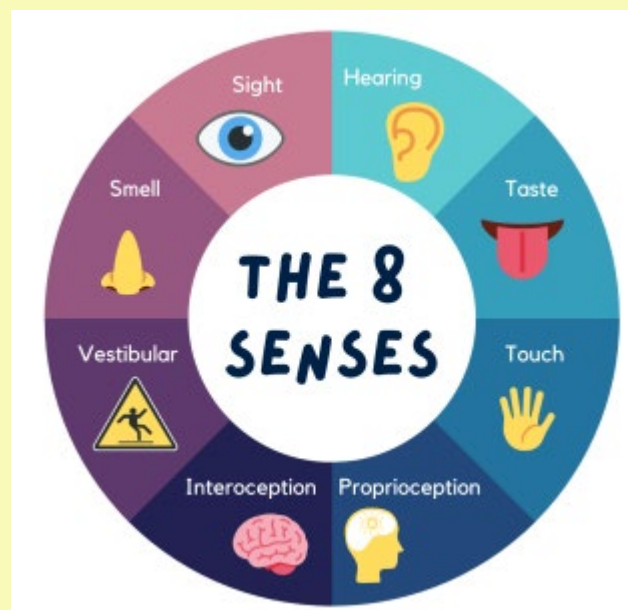 THE 8
SENSES
Sight
Hearing
Taste
Touch
Proprioception
Interoception
Vestibular
Smell